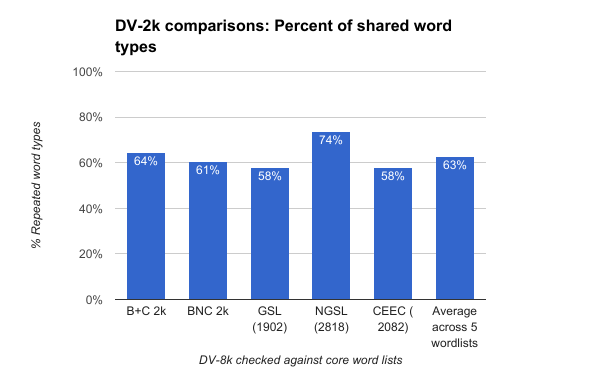 DV-2k comparisons: Percent of shared word
types
100%
80%
60%
40%
20%
0%
% Repeated word types
64%
61%
58%
74%
58%
63%
B+C 2k
BNC 2k
GSL
(1902)
NGSL
(2818)
CEEC (
2082)
Average
across 5
wordlists
DV-8k checked against core word lists